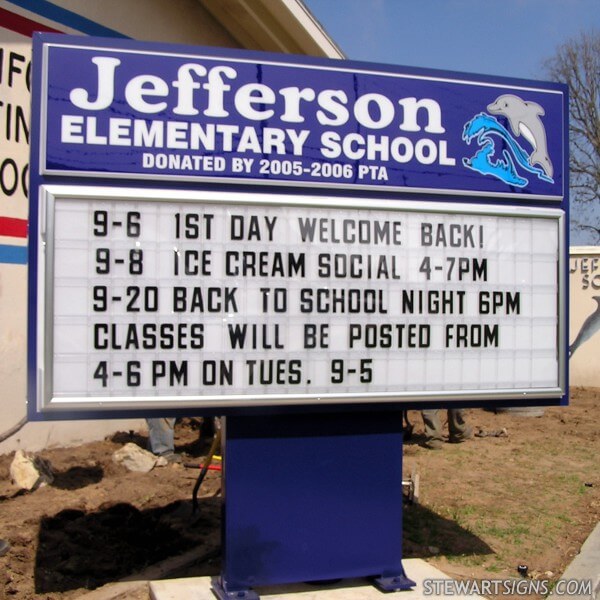 Jefferson
ELEMENTARY SCHOOL
DONATED BY 2005-2006 PTA
9-6 1ST DAY WELCOME BACK!
9-8 ICE CREAM SOCIAL 4-7PM
9-20 BACK TO SCHOOL NIGHT 6PM
CLASSES WILL BE POSTED FROM
4-6 PM ON TUES. 9-5
STEWARTSIGNS.COM